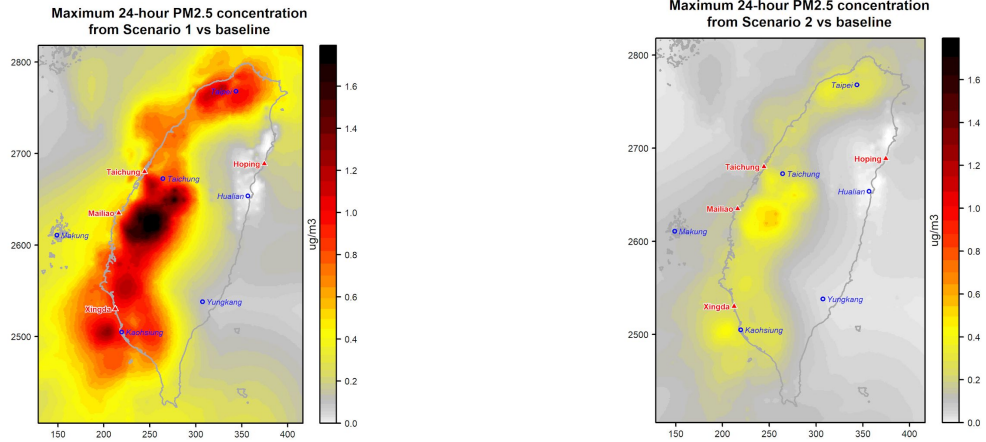 Maximum 24-hour PM2.5 concentration
from Scenario 1 vs baseline
2800
2700
2600
2500
150
200
250
300
350
400
Taipei
Taichung
Taichung
Hoping
Hualian
Mailiao
Makung
Yungkang
Xingda
Kaohsiung
1.6
1.4
1.2
1.0
0.8
0.6
0.4
0.2
0.0
ug/m3
Maximum 24-hour PM2.5 concentration
from Scenario 2 vs baseline
2800
2700
2600
2500
150
200
250
300
350
400
Taipei
Taichung
Taichung
Hoping
Hualian
Mailiao
Makung
Yungkang
Xingda
Kaohsiung
1.6
1.4
1.2
1.0
0.8
0.6
0.4
0.2
0.0
ug/m3